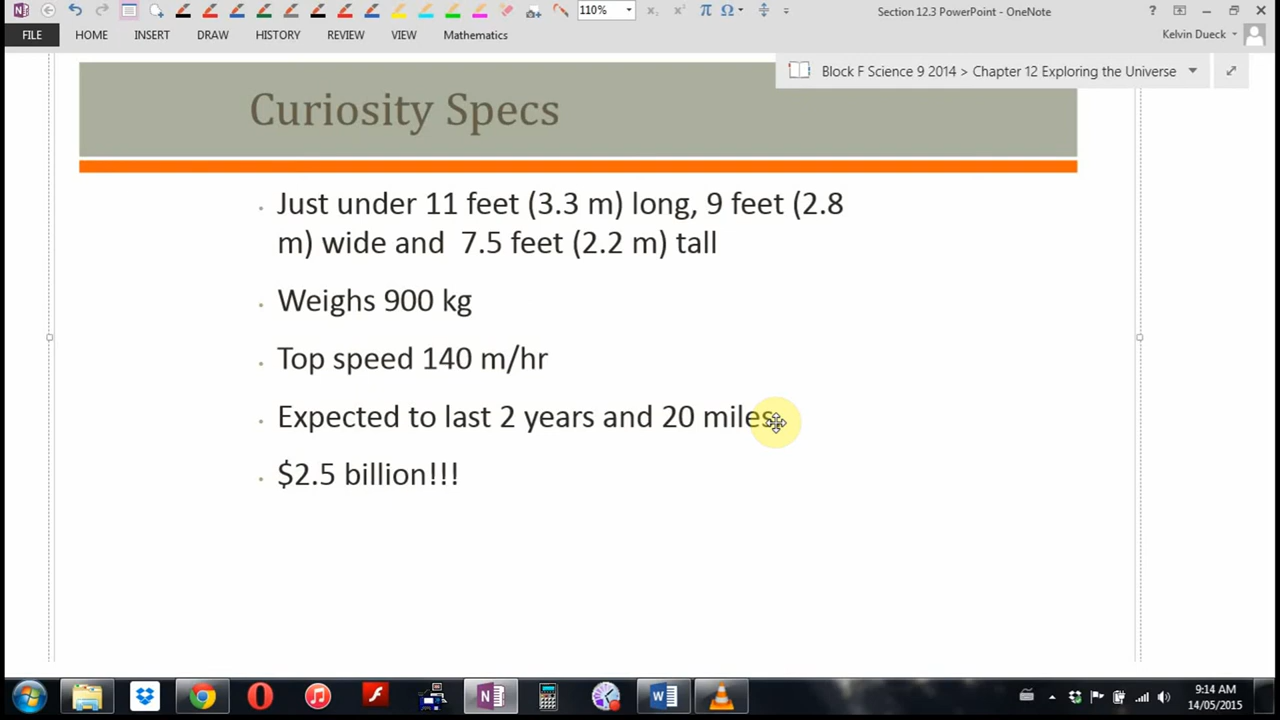 110%
Section 12.3 PowerPoint - OneNote
?
FILE HOME INSERT DRAW HISTORY REVIEW VIEW Mathematics
Kelvin Dueck
Block F Science 9 2014 > Chapter 12 Exploring the Universe
Curiosity Specs
Just under 11 feet (3.3 m) long, 9 feet (2.8
m) wide and 7.5 feet (2.2 m) tall
Weighs 900 kg
Top speed 140 m/hr
Expected to last 2 years and 20 miles
$2.5 billion!!!
9:14 AM
14/05/2015